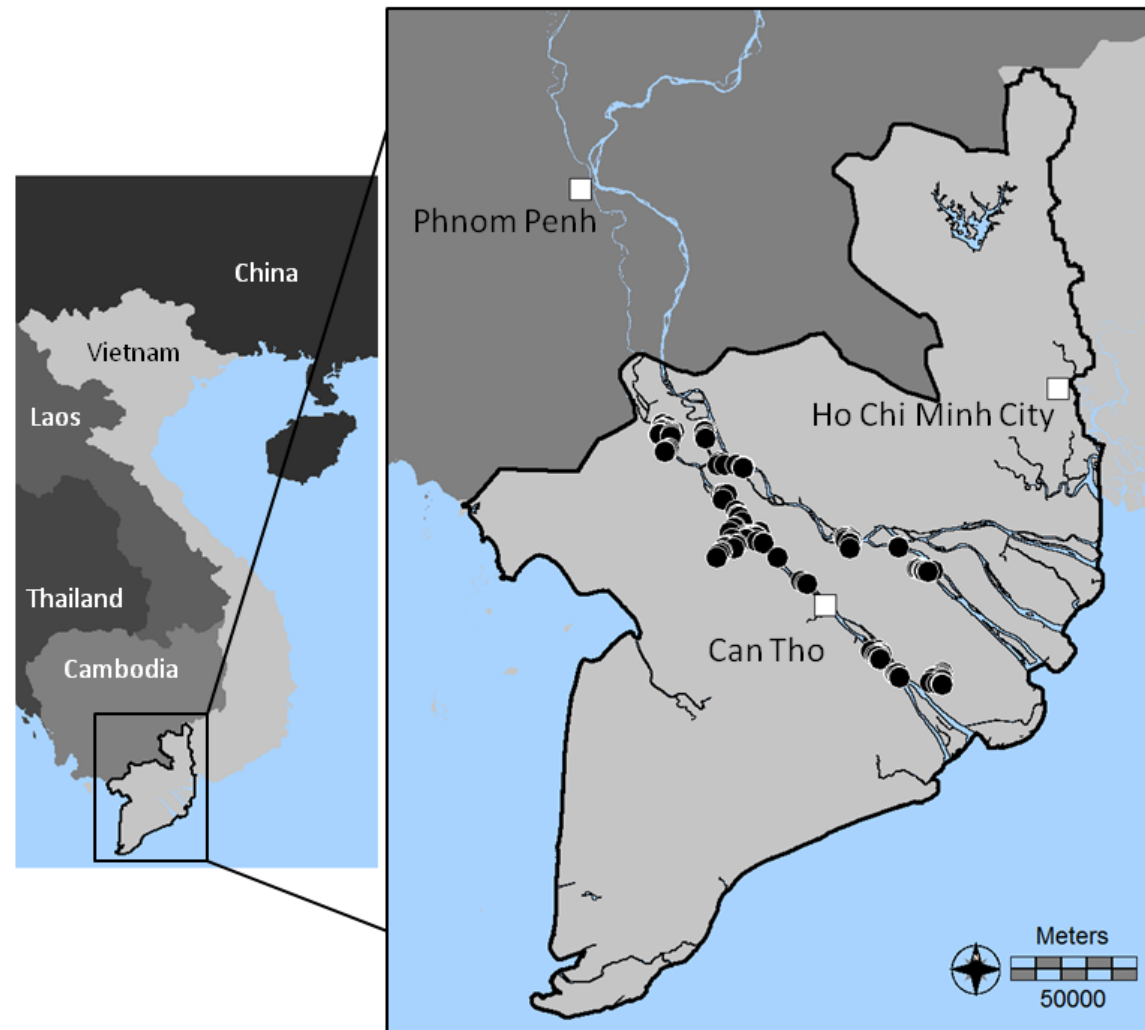 China
Vietnam
Laos
Thailand
Cambodia
Phnom Penh
Ho Chi Minh City
Can Tho
Meters
50000